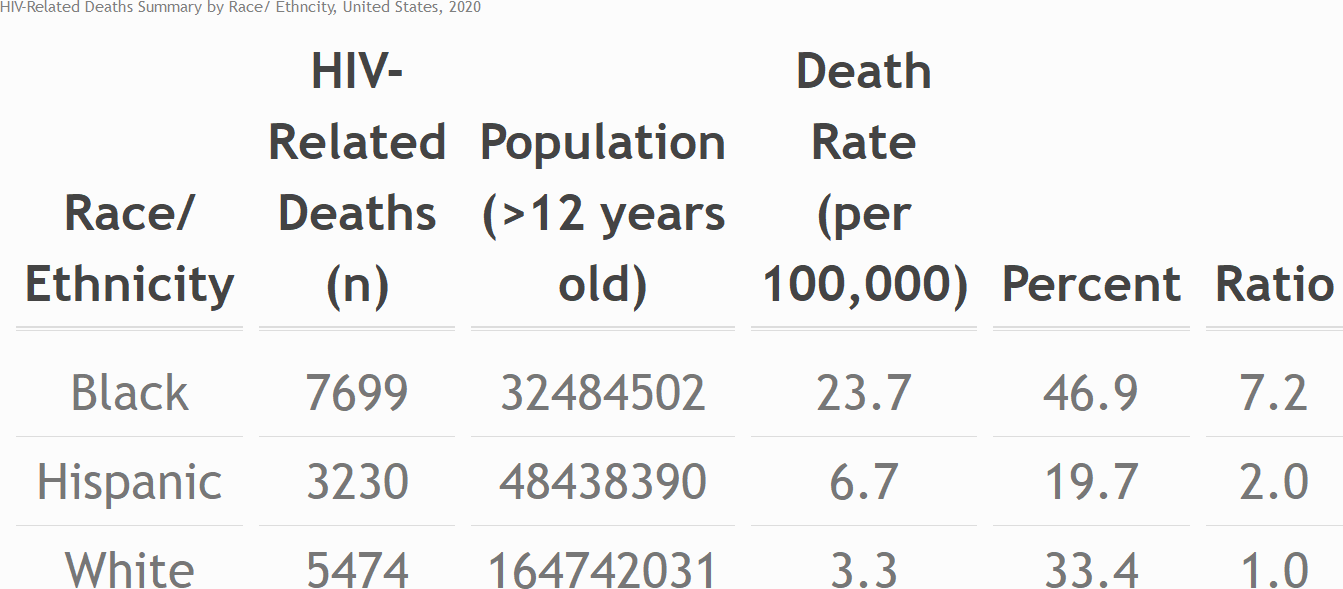 HIV-Related Deaths Summary by Race/ Ethncity, United States, 2020
Race/ Ethnicity HIV-Related Deaths (n) Population (>12 years old) Death Rate (per 100,000) Percent Ratio
Black 7699 32484502 23.7 46.9 7.2
Hispanic 3230 48438390 6.7 19.7 2.0
White 5474 164742031 3.3 33.4 1.0